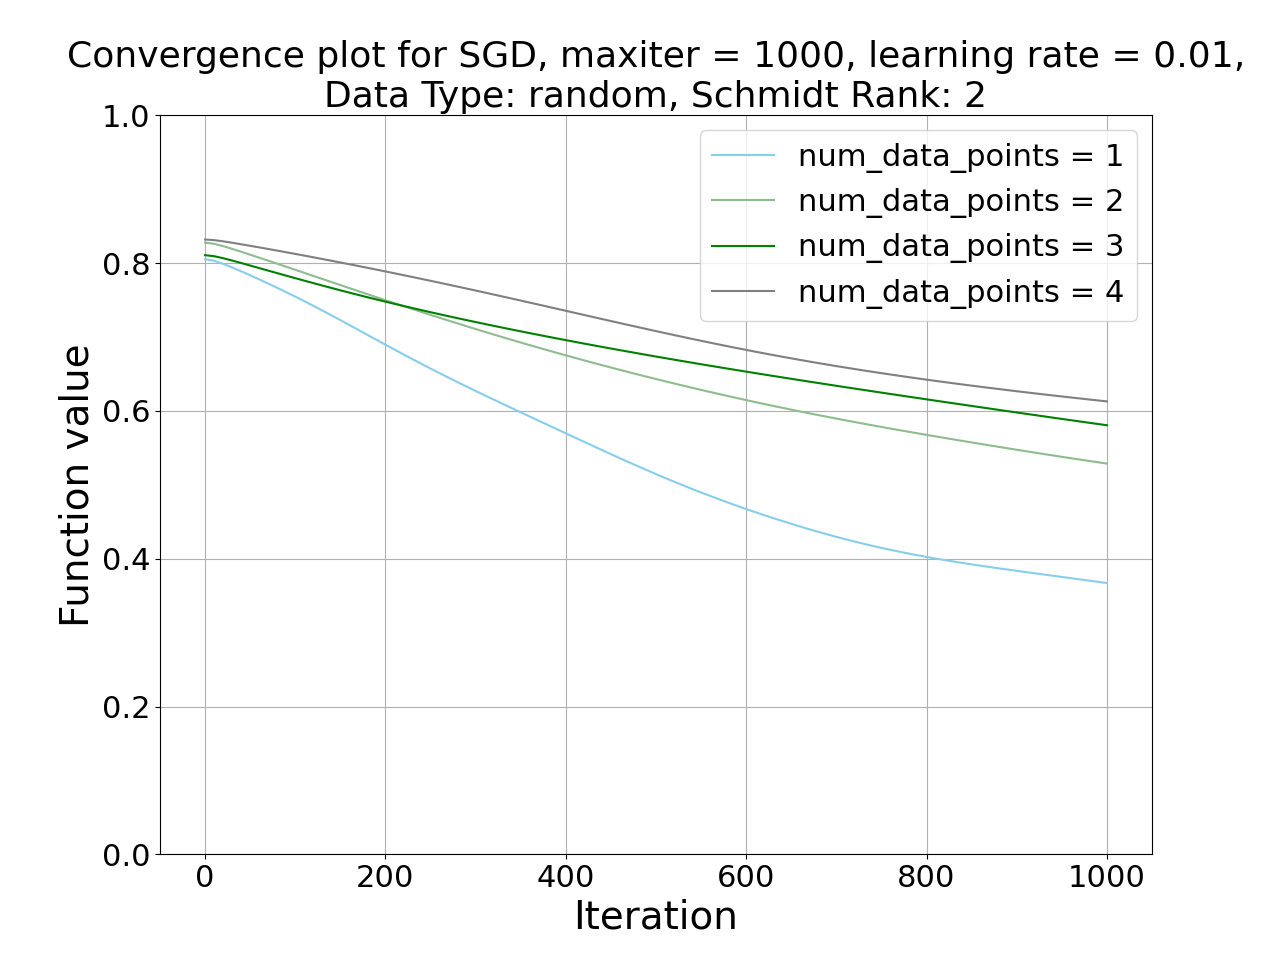 Convergence plot for SGD, maxiter = 1000, learning rate = 0.01,
Data Type: random, Schmidt Rank: 2
num_data_points = 1
num_data_points = 2
num_data_points = 3
num_data_points = 4
Function value
1.0
0.8
0.6
0.4
0.2
0.0
0 200 400 600 800 1000
Iteration